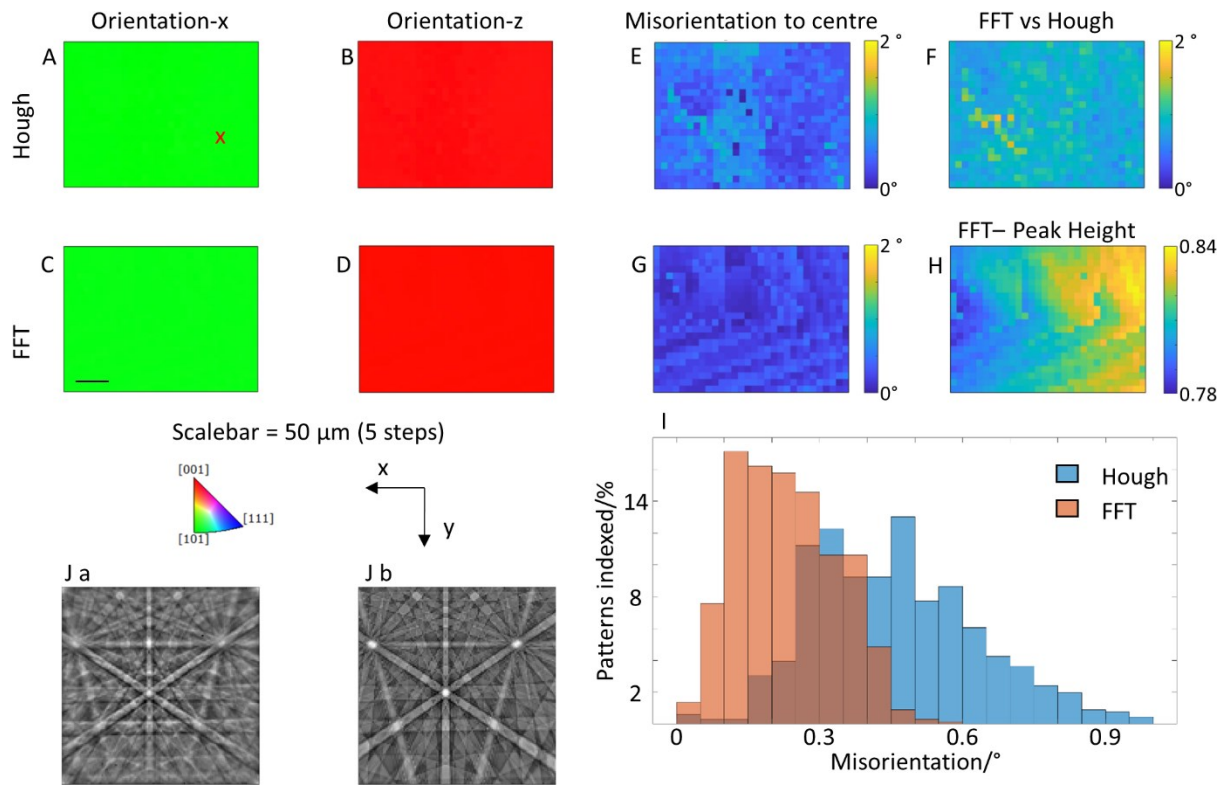 Orientation-x
Orientation-z
Misorientation to centre
FFT vs Hough
A
B
E
F
Hough
x
2 °
0°
2 °
0°
C
D
G
FFT– Peak Height
H
FFT
2 °
0°
0.84
0.78
Scalebar = 50 μm (5 steps)
[001]
[101]
[111]
x
y
J a
J b
I
Hough
FFT
Patterns indexed/%
14
8
2
0
0.3
0.6
0.9
Misorientation/°